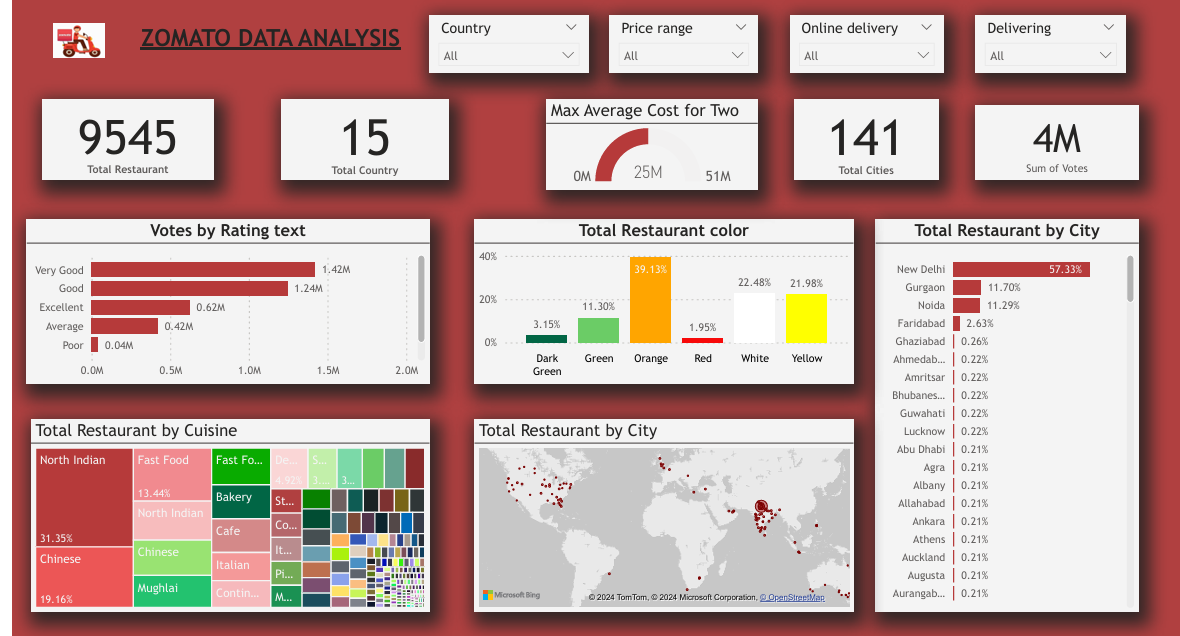 ZOMATO DATA ANALYSIS
Country
All
Price range
All
Online delivery
All
Delivering
All
9545
Total Restaurant
15
Total Country
Max Average Cost for Two
0M
25M
51M
141
Total Cities
4M
Sum of Votes
Votes by Rating text
Very Good 1.42M
Good 1.24M
Excellent 0.62M
Average 0.42M
Poor 0.04M
0.0M 0.5M 1.0M 1.5M 2.0M
Total Restaurant color
40%
20%
0%
3.15% 11.30% 39.13% 1.95% 22.48% 21.98%
Dark Green
Green
Orange
Red
White
Yellow
Total Restaurant by City
New Delhi 57.33%
Gurgaon 11.70%
Noida 11.29%
Faridabad 2.63%
Ghaziabad 0.26%
Ahmedab... 0.22%
Amritsar 0.22%
Bhubanes... 0.22%
Guwahati 0.22%
Lucknow 0.22%
Abu Dhabi 0.21%
Agra 0.21%
Albany 0.21%
Allahabad 0.21%
Ankara 0.21%
Athens 0.21%
Auckland 0.21%
Augusta 0.21%
Aurangab... 0.21%
Total Restaurant by Cuisine
North Indian
31.35%
Chinese
19.16%
Fast Food
13.44%
North Indian
Chinese
Mughlai
Fast Fo...
Bakery
Cafe
Italian
Contin...
De...
4.92%
S...
3...
3...
St...
Co...
It...
Pi...
M...
Total Restaurant by City
Microsoft Bing
© 2024 TomTom, © 2024 Microsoft Corporation, © OpenStreetMap